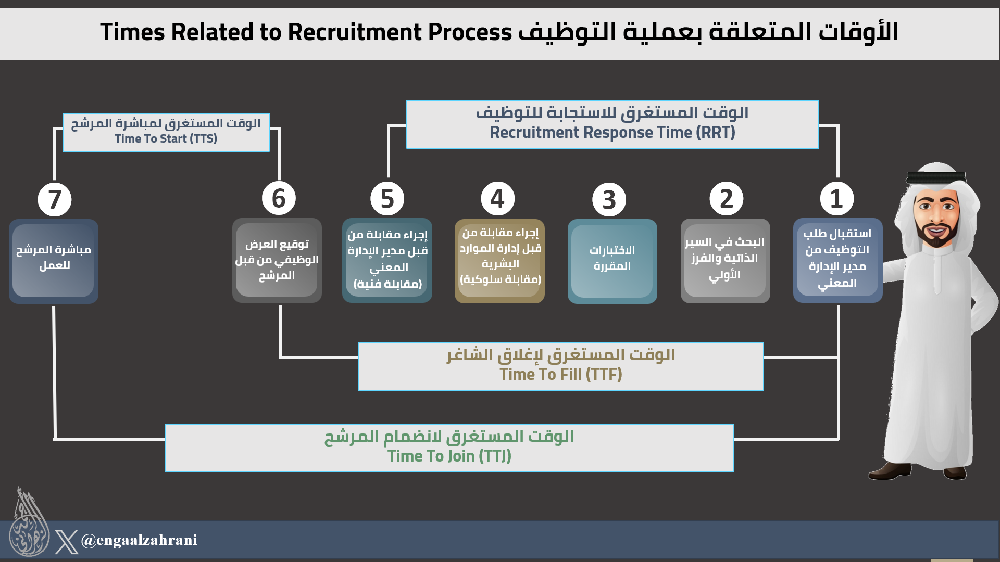 الأوقات المتعلقة بعملية التوظيف Times Related to Recruitment Process
الوقت المستغرق للاستجابة للتوظيف
Recruitment Response Time (RRT)
الوقت المستغرق لمباشرة المرشح
Time To Start (TTS)
1
استقبال طلب
التوظيف من
مدير الإدارة
المعني
2
البحث في السير
الذاتية والفرز
الأولي
3
الاختبارات
المقررة
4
إجراء مقابلة من
قبل إدارة الموارد
البشرية
(مقابلة سلوكية)
5
إجراء مقابلة من
قبل مدير الإدارة
المعني
(مقابلة فنية)
6
توقيع العرض
الوظيفي من قبل
المرشح
7
مباشرة المرشح
للعمل
الوقت المستغرق لإغلاق الشاغر
Time To Fill (TTF)
الوقت المستغرق لانضمام المرشح
Time To Join (TTJ)
@engaalzahrani